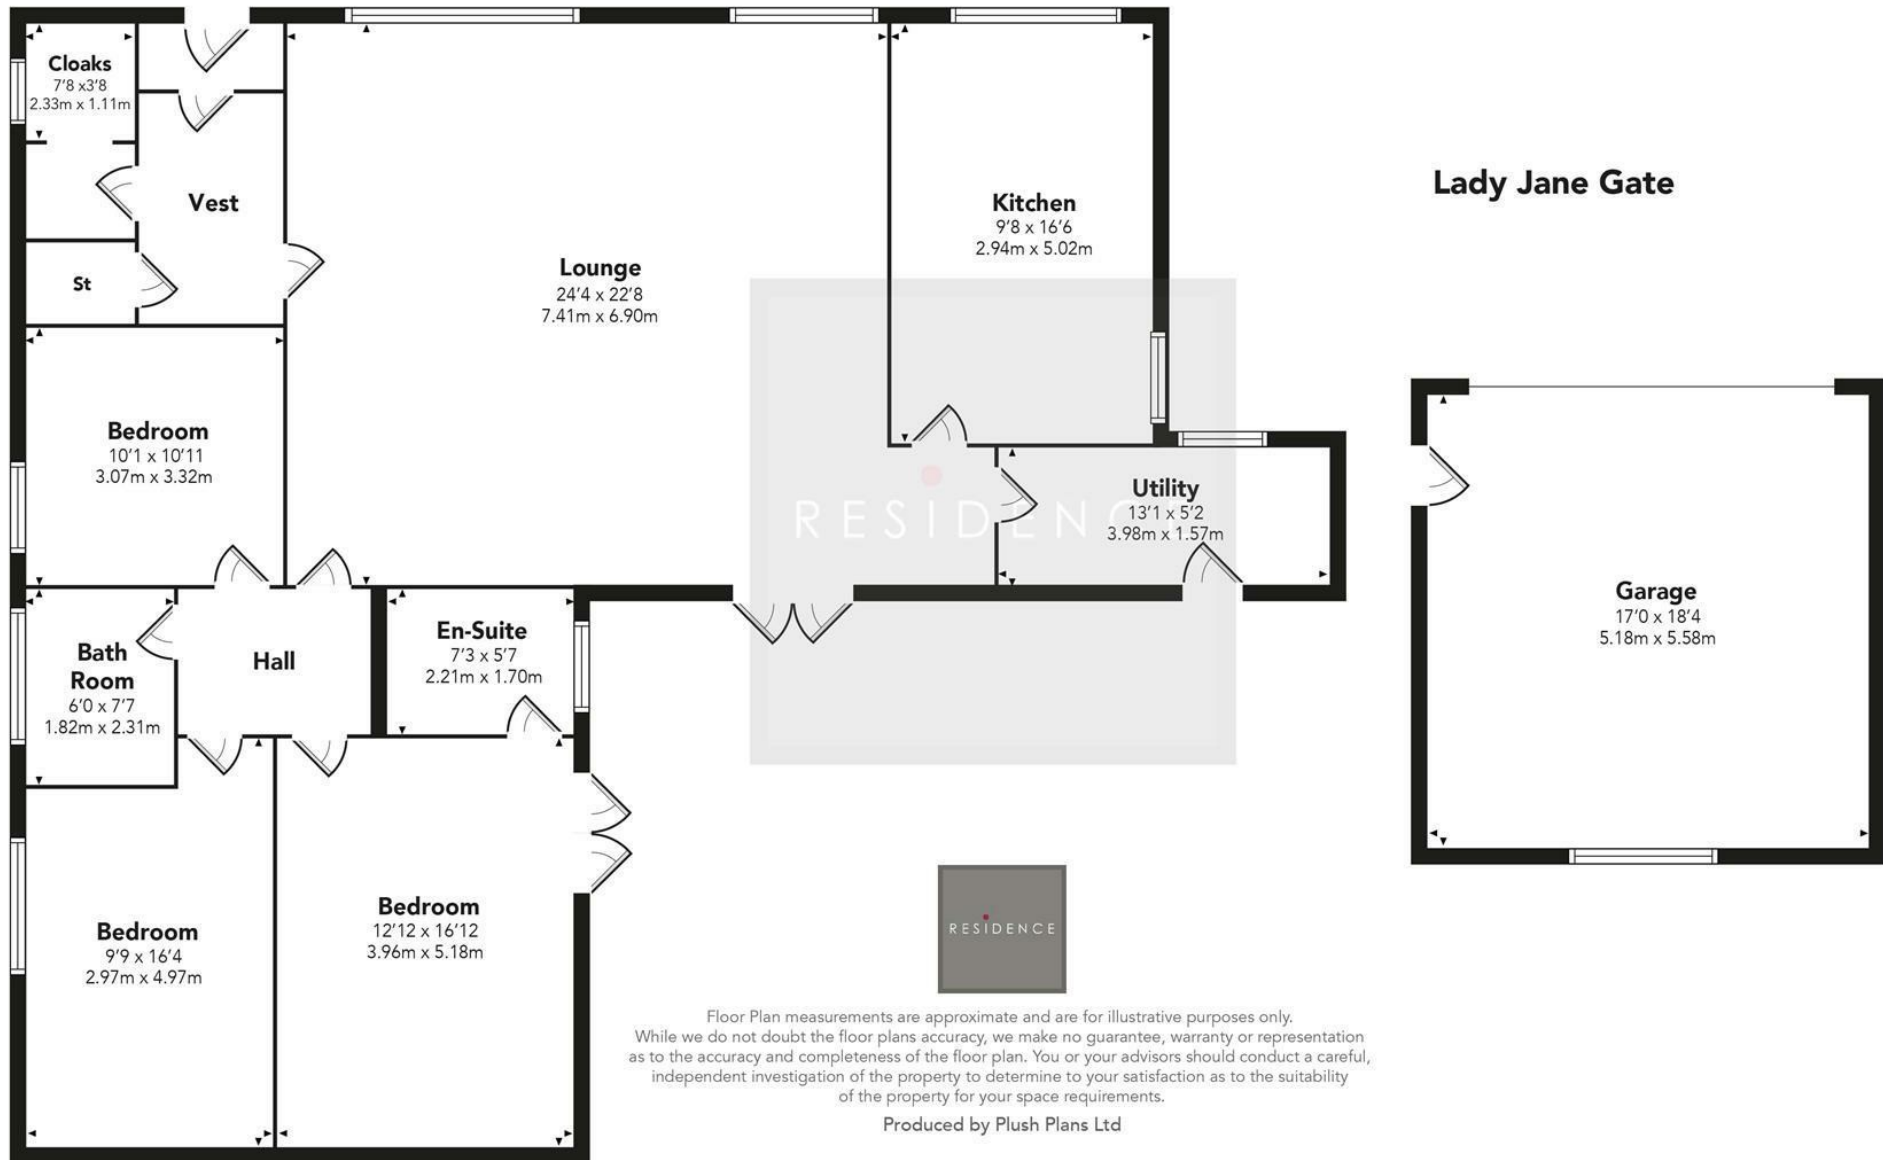 Cloaks
7'8 x3'8
2.33m x 1.11m
Vest
St
Lounge
24'4 x 22'8
7.41m x 6.90m
Kitchen
9'8 x 16'6
2.94m x 5.02m
Lady Jane Gate
Bedroom
10'1 x 10'11
3.07m x 3.32m
Utility
13'1 x 5'2
3.98m x 1.57m
RESIDENCE
Garage
17'0 x 18'4
5.18m x 5.58m
Bath
Room
6'0 x 7'7
1.82m x 2.31m
Hall
En-Suite
7'3 x 5'7
2.21m x 1.70m
Bedroom
9'9 x 16'4
2.97m x 4.97m
Bedroom
12'12 x 16'12
3.96m x 5.18m
RESIDENCE
Floor Plan measurements are approximate and are for illustrative purposes only.
While we do not doubt the floor plans accuracy, we make no guarantee, warranty or representation
as to the accuracy and completeness of the floor plan. You or your advisors should conduct a careful,
independent investigation of the property to determine to your satisfaction as to the suitability
of the property for your space requirements.
Produced by Plush Plans Ltd